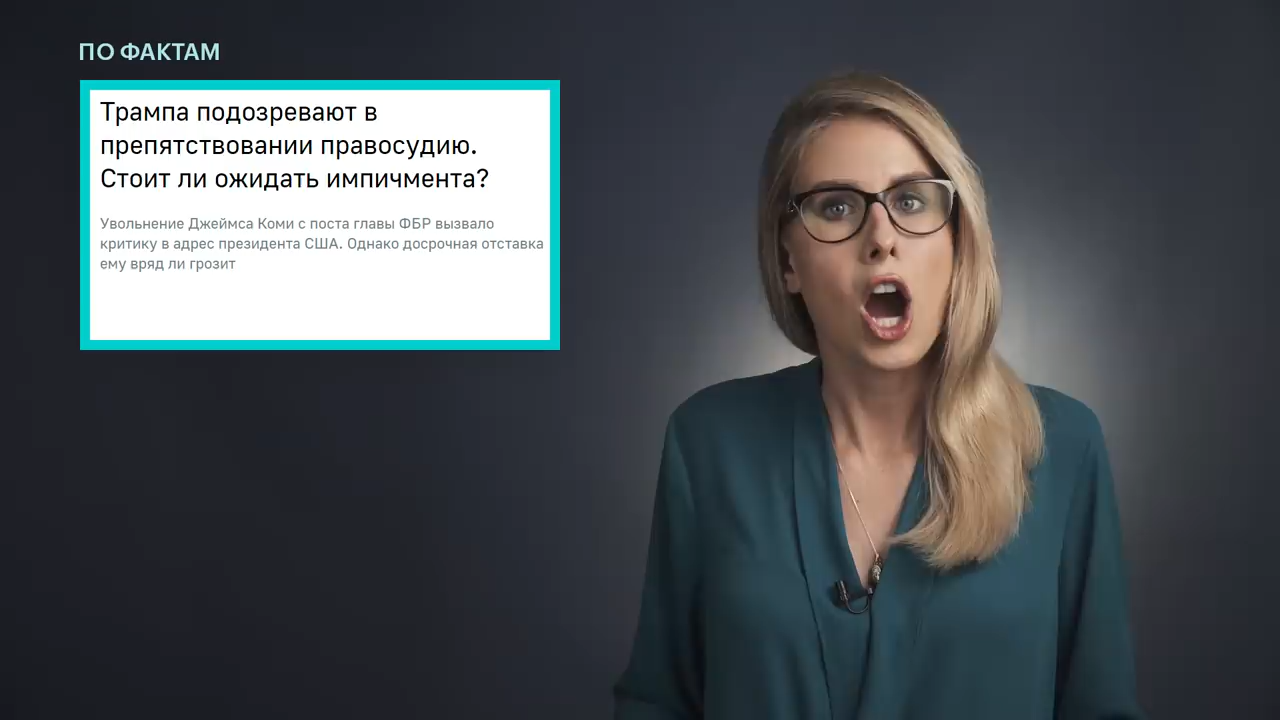 ПО ФАКТАМ
Трампа подозревают в
препятствовании правосудию.
Стоит ли ожидать импичмента?
Увольнение Джеймса Коми с поста главы ФБР вызвало
критику в адрес президента США. Однако досрочная отставка
ему вряд ли грозит